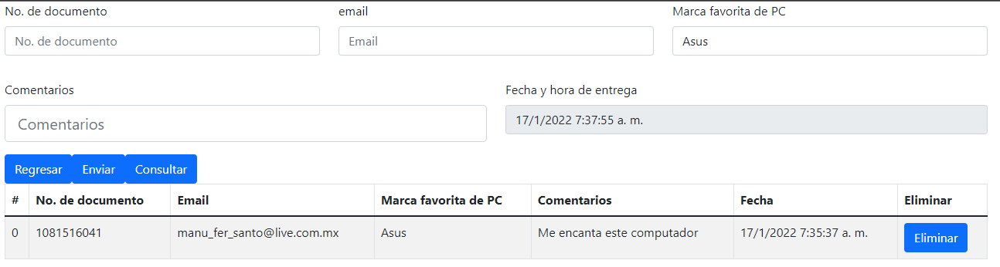 No. de documento email Marca favorita de PC
No. de documento Email Asus
Comentarios Fecha y hora de entrega
Comentarios 17/1/2022 7:37:55 a. m.
Regresar Enviar Consultar
# No. de documento Email Marca favorita de PC Comentarios Fecha Eliminar
0 1081516041 manu_fer_santo@live.com.mx Asus Me encanta este computador 17/1/2022 7:35:37 a. m. Eliminar